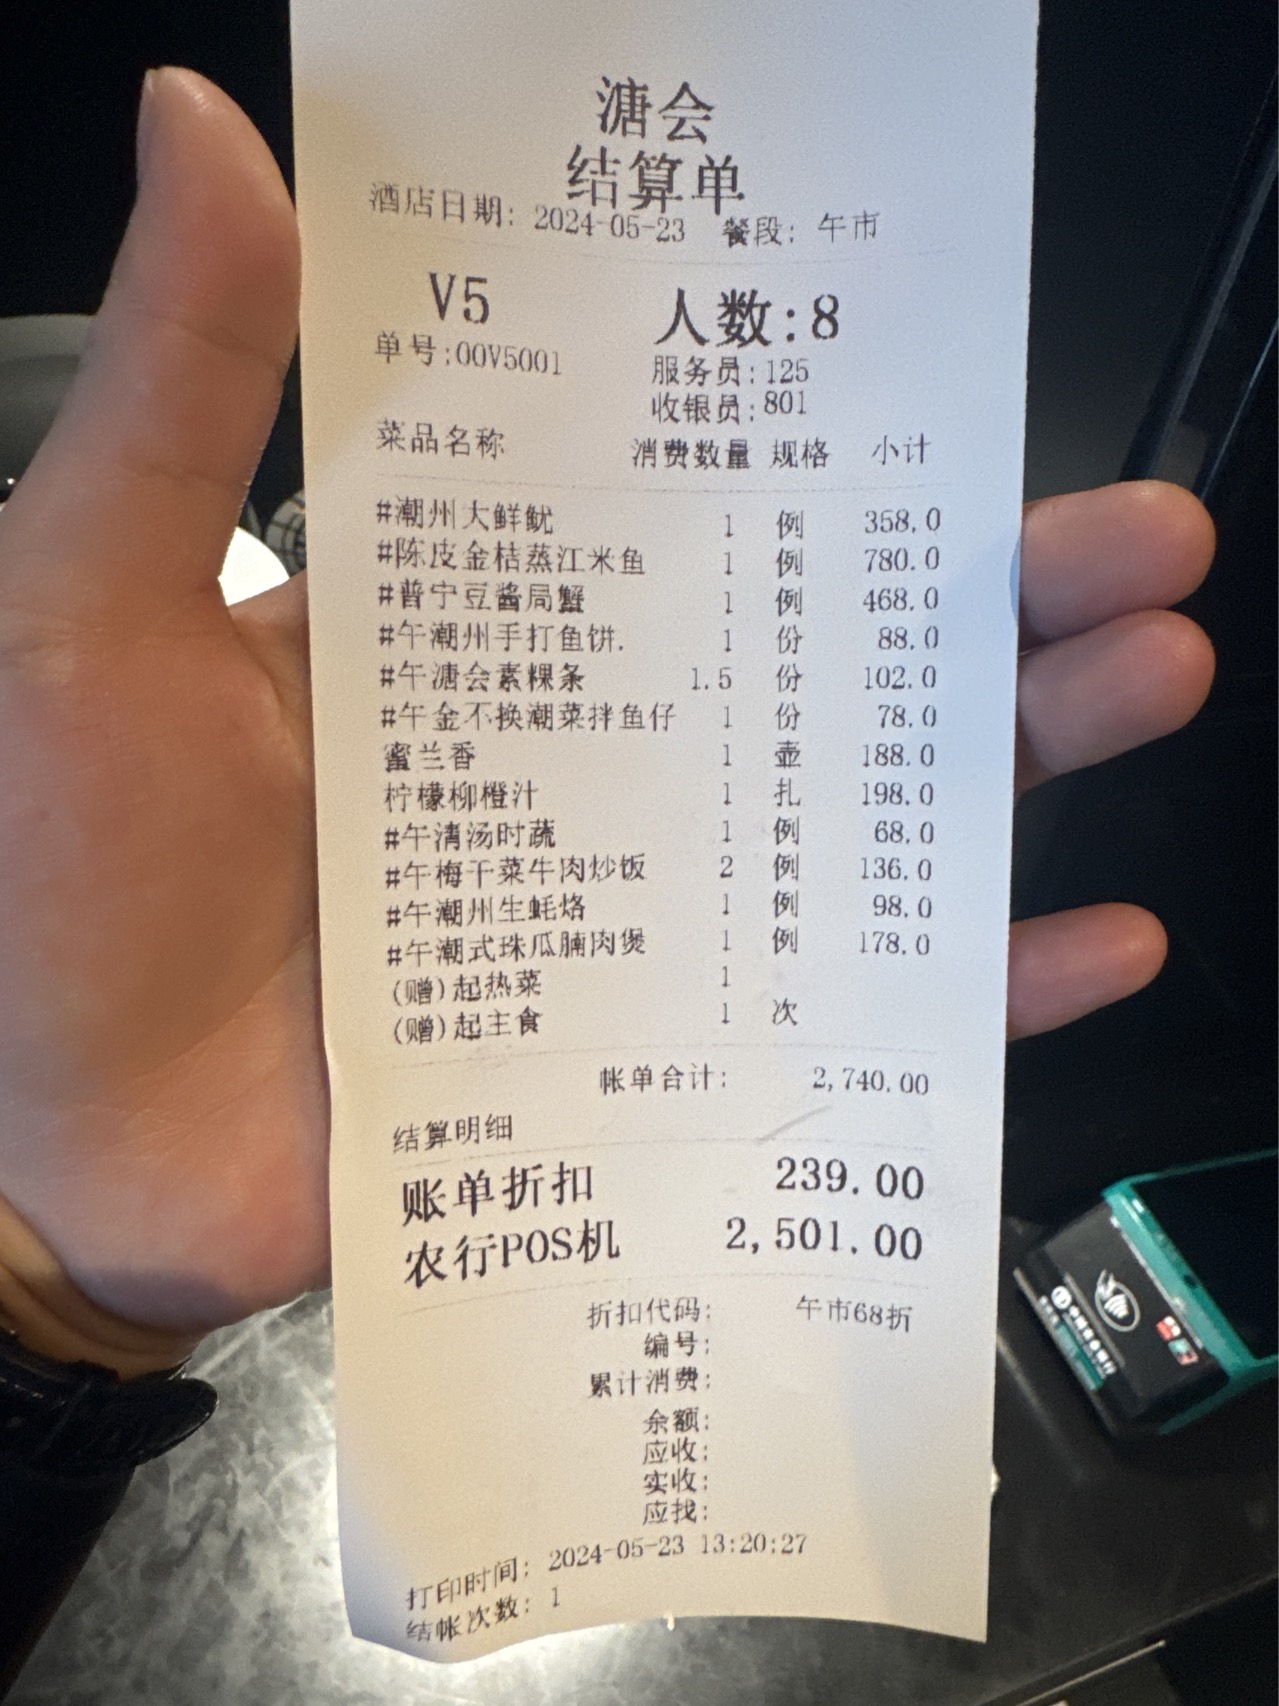 溏会
结算单
酒店日期: 2024-05-23 餐段: 午市
V5 人数:8
单号:00V5001 服务员:125
收银员:801
菜品名称 消费数量 规格 小计
#潮州大鲜鱿 1 例 358.0
#陈皮金桔蒸江米鱼 1 例 780.0
#普宁豆酱局蟹 1 例 468.0
#午潮州手打鱼饼. 1 份 88.0
#午溏会素粿条 1.5 份 102.0
#午金不换潮菜拌鱼仔 1 份 78.0
蜜兰香 1 壶 188.0
柠檬柳橙汁 1 扎 198.0
#午清汤时蔬 1 例 68.0
#午梅干菜牛肉炒饭 2 例 136.0
#午潮州生蚝烙 1 例 98.0
#午潮式珠瓜腩肉煲 1 例 178.0
(赠)起热菜 1
(赠)起主食 1 次
帐单合计: 2,740.00
结算明细
账单折扣 239.00
农行POS机 2,501.00
折扣代码: 午市68折
编号:
累计消费:
余额:
应收:
实收:
应找:
打印时间: 2024-05-23 13:20:27
结帐次数: 1